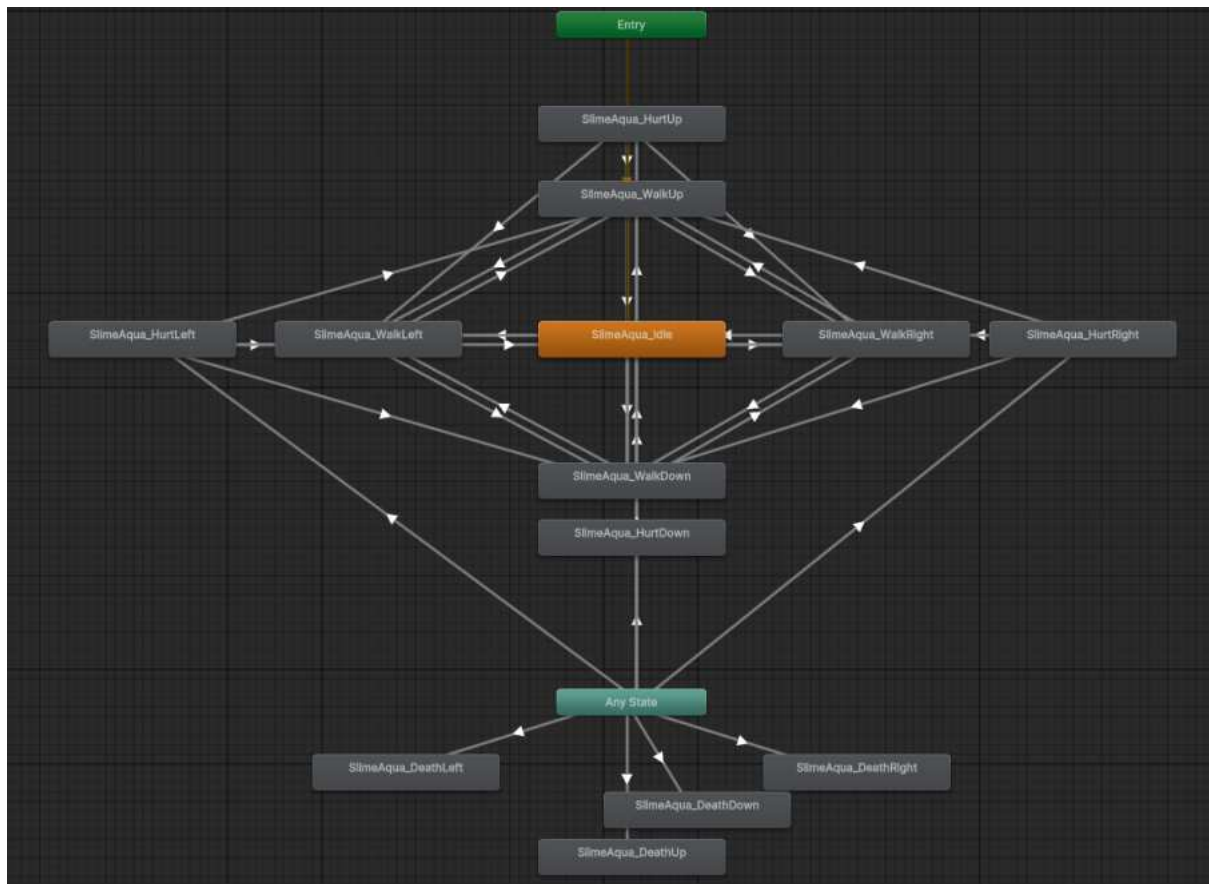 Entry
SlimeAqua_HurtUp
SlimeAqua_WalkUp
SlimeAqua_HurtLeft
SlimeAqua_WalkLeft
SlimeAqua_Idle
SlimeAqua_WalkRight
SlimeAqua_HurtRight
SlimeAqua_WalkDown
SlimeAqua_HurtDown
Any State
SlimeAqua_DeathLeft
SlimeAqua_DeathRight
SlimeAqua_DeathDown
SlimeAqua_DeathUp